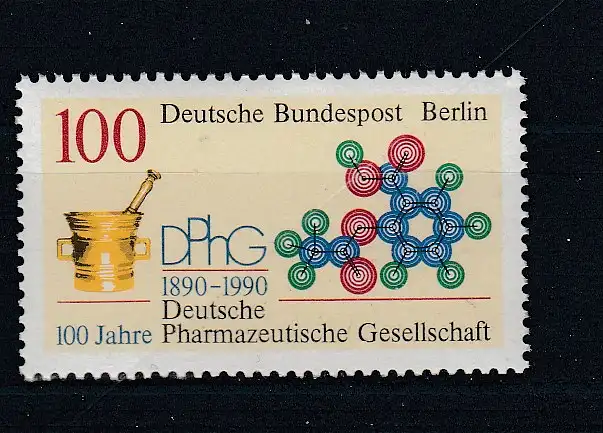 100 Deutsche Bundespost Berlin
DPhG
1890-1990
Deutsche
100 Jahre Pharmazeutische Gesellschaft